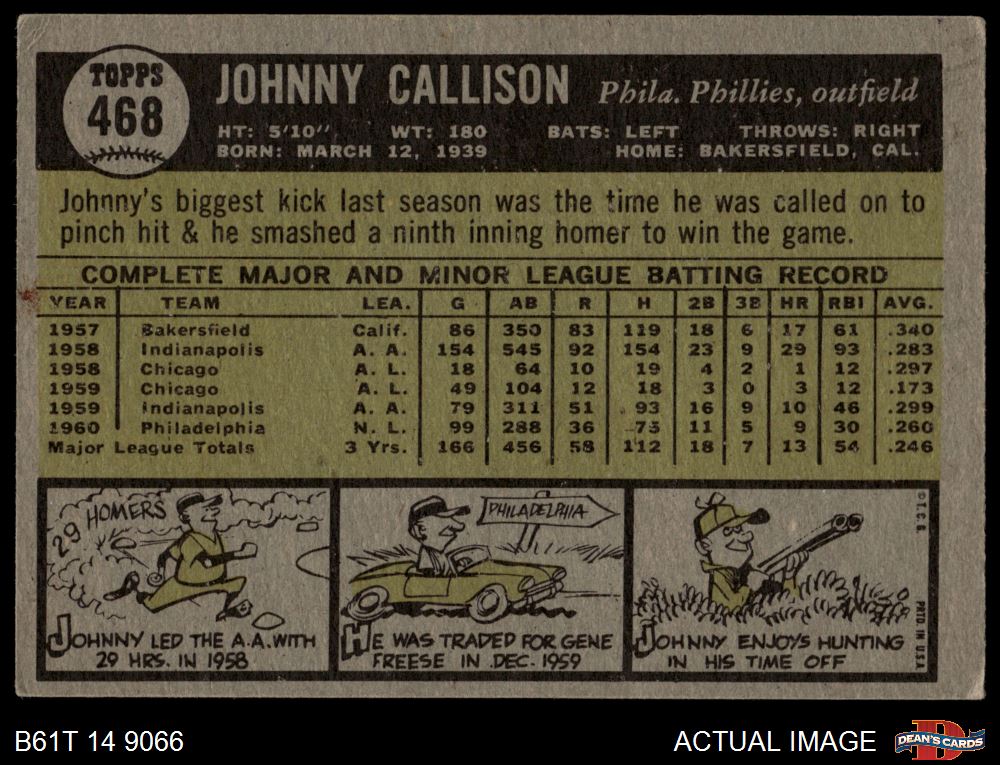 TOPPS
468
JOHNNY CALLISON Phila. Phillies, outfield
HT: 5'10", WT: 180 BATS: LEFT THROWS: RIGHT
BORN: MARCH 12, 1939 HOME: BAKERSFIELD, CAL.
Johnny's biggest kick last season was the time he was called on to
pinch hit & he smashed a ninth inning homer to win the game.
COMPLETE MAJOR AND MINOR LEAGUE BATTING RECORD
YEAR TEAM LEA. G AB R H 2B 3B HR RBI AVG.
1957 Bakersfield Calif. 86 350 83 119 18 6 17 61 .340
1958 Indianapolis A. A. 154 545 92 154 23 9 29 93 .283
1958 Chicago A. L. 18 64 10 19 4 2 1 12 .297
1959 Chicago A. L. 49 104 12 18 3 0 3 12 .173
1959 Indianapolis A. A. 79 311 51 93 16 9 10 46 .299
1960 Philadelphia N. L. 99 288 36 75 11 5 9 30 .260
Major League Totals 3 Yrs. 166 456 58 112 18 7 13 54 .246
29 HOMERS
JOHNNY LED THE A.A. WITH
29 HRS. IN 1958
PHILADELPHIA
HE WAS TRADED FOR GENE
FREESE IN DEC. 1959
JOHNNY ENJOYS HUNTING
IN HIS TIME OFF
© T.C.G.
PRTD IN U.S.A.
B61T 14 9066
ACTUAL IMAGE
DEAN'S CARDS